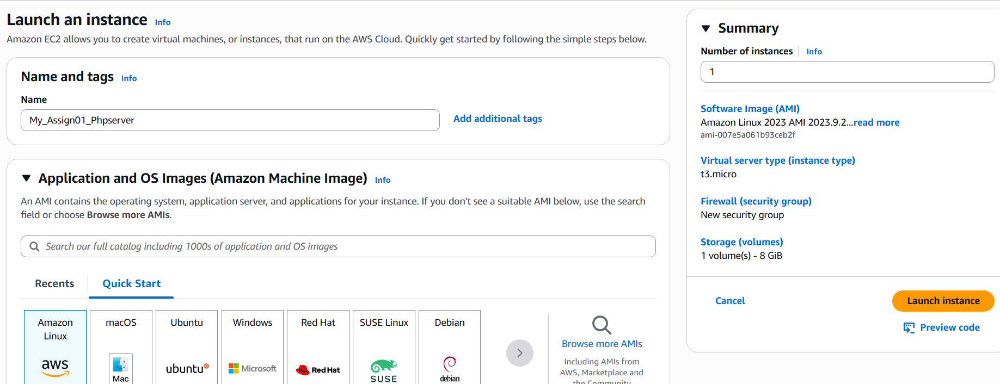 Launch an instance Info
Amazon EC2 allows you to create virtual machines, or instances, that run on the AWS Cloud. Quickly get started by following the simple steps below.
Name and tags Info
Name
My_Assign01_Phpserver
Add additional tags
Application and OS Images (Amazon Machine Image) Info
An AMI contains the operating system, application server, and applications for your instance. If you don't see a suitable AMI below, use the search
field or choose Browse more AMIs.
Search our full catalog including 1000s of application and OS images
Recents
Quick Start
Amazon
Linux
aws
macOS
Mac
Ubuntu
ubuntu
Windows
Microsoft
Red Hat
Red Hat
SUSE Linux
SUSE
Debian
debian
Browse more AMIs
Including AMIs from
AWS, Marketplace and
the Community
Summary
Number of instances Info
1
Software Image (AMI)
Amazon Linux 2023 AMI 2023.9.2...read more
ami-007e5a061b93ceb2f
Virtual server type (instance type)
t3.micro
Firewall (security group)
New security group
Storage (volumes)
1 volume(s) - 8 GiB
Cancel
Launch instance
Preview code